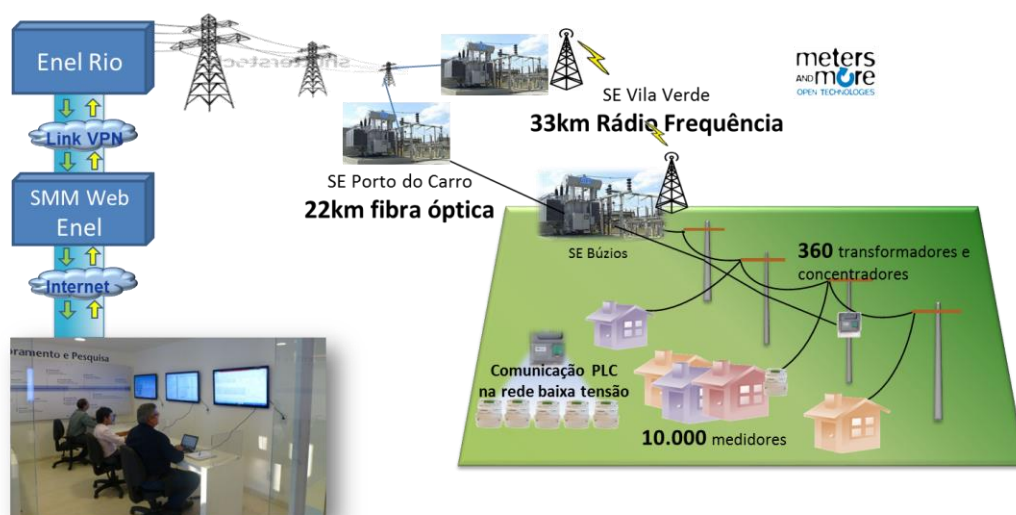 Enel Rio
Link VPN
SMM Web
Enel
Internet
shutterstock
meters
AND more
OPEN TECHNOLOGIES
SE Vila Verde
33km Rádio Frequência
SE Porto do Carro
22km fibra óptica
SE Búzios
360 transformadores e
concentradores
Comunicação PLC
na rede baixa tensão
10.000 medidores
oramento e Pesquisa